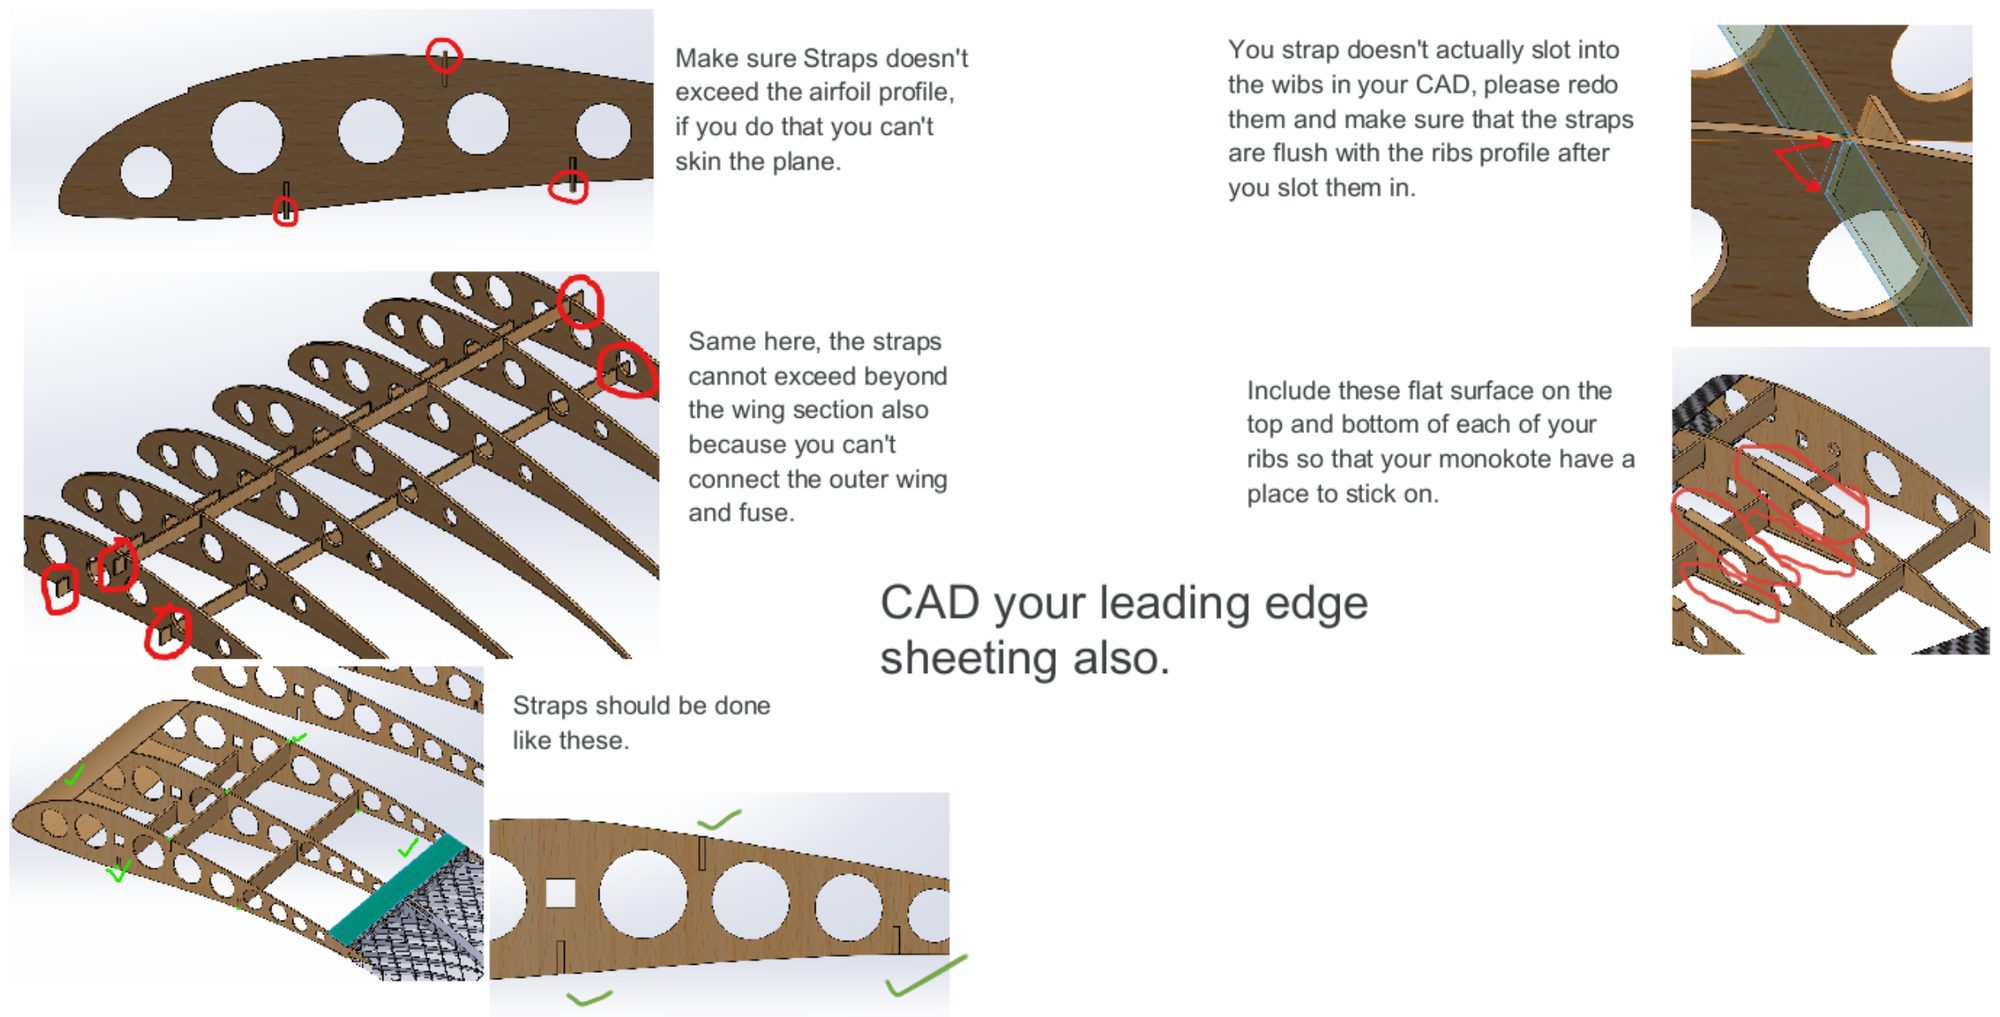 Make sure Straps doesn't
exceed the airfoil profile,
if you do that you can't
skin the plane.
You strap doesn't actually slot into
the wibs in your CAD, please redo
them and make sure that the straps
are flush with the ribs profile after
you slot them in.
Same here, the straps
cannot exceed beyond
the wing section also
because you can't
connect the outer wing
and fuse.
Include these flat surface on the
top and bottom of each of your
ribs so that your monokote have a
place to stick on.
CAD your leading edge
sheeting also.
Straps should be done
like these.